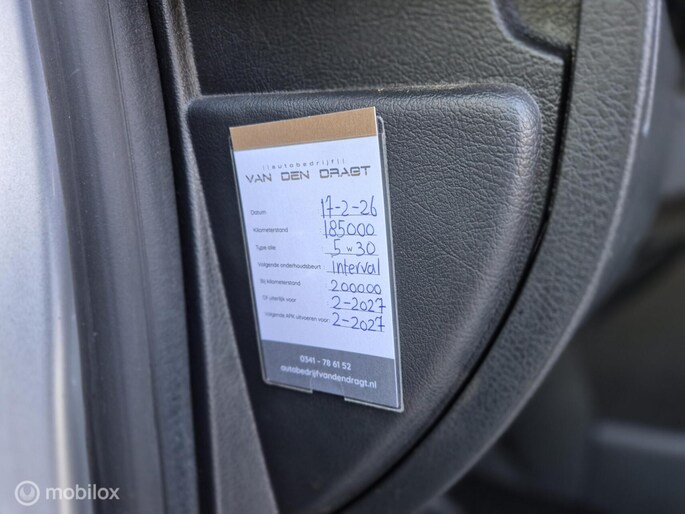 ||autobedrijf||
VAN DEN DRAGT
Datum 17-2-26
Kilometerstand 185000
Type olie 5w30
Volgende onderhoudsbeurt: interval
Bij kilometerstand 200000
Of uiterlijk voor 2-2027
Volgende APK uitvoeren voor: 2-2027
0341 - 78 61 52
autobedrijfvandendragt.nl
mobilox